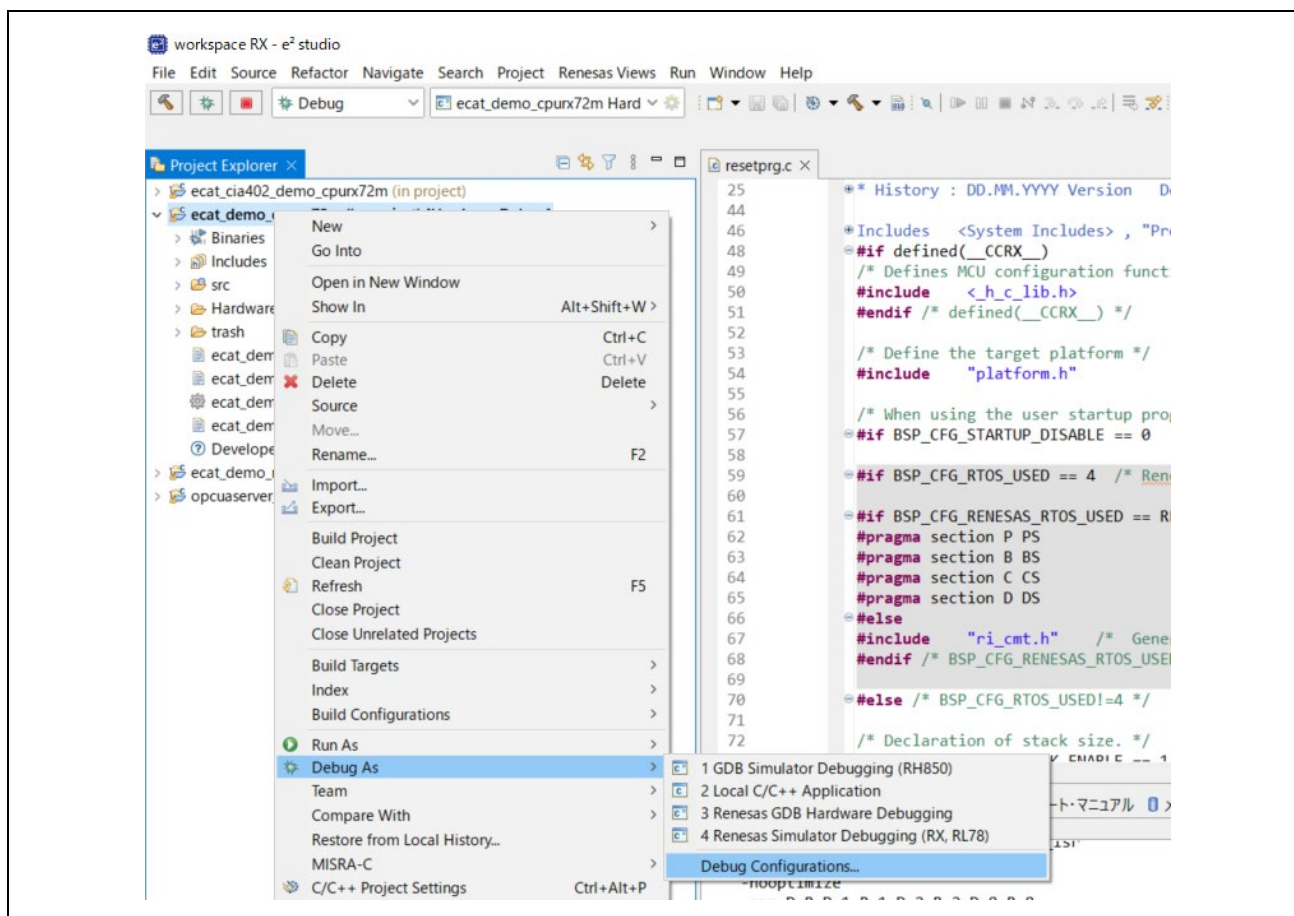 workspace RX - e² studio
File Edit Source Refactor Navigate Search Project Renesas Views Run Window Help
Debug
ecat_demo_cpurx72m Hard
Project Explorer
resetprg.c
ecat_cia402_demo_cpurx72m (in project)
ecat_demo_
Binaries
Includes
src
Hardware
trash
ecat_dem
ecat_dem
ecat_dem
ecat_dem
Develope
ecat_demo_
opcuaserver
New
Go Into
Open in New Window
Show In Alt+Shift+W >
Copy Ctrl+C
Paste Ctrl+V
Delete Delete
Source
Move...
Rename... F2
Import...
Export...
Build Project
Clean Project
Refresh F5
Close Project
Close Unrelated Projects
Build Targets
Index
Build Configurations
Run As
Debug As
Team
Compare With
Restore from Local History...
MISRA-C
C/C++ Project Settings Ctrl+Alt+P
1 GDB Simulator Debugging (RH850)
2 Local C/C++ Application
3 Renesas GDB Hardware Debugging
4 Renesas Simulator Debugging (RX, RL78)
Debug Configurations...
25 * History : DD.MM.YYYY Version
44
46 Includes <System Includes> , "Pr
48 #if defined(__CCRX__)
49 /* Defines MCU configuration funct
50 #include <_h_c_lib.h>
51 #endif /* defined(__CCRX__) */
52
53 /* Define the target platform */
54 #include "platform.h"
55
56 /* When using the user startup pro
57 #if BSP_CFG_STARTUP_DISABLE == 0
58
59 #if BSP_CFG_RTOS_USED == 4 /* Ren
60
61 #if BSP_CFG_RENESAS_RTOS_USED == R
62 #pragma section P PS
63 #pragma section B BS
64 #pragma section C CS
65 #pragma section D DS
66 #else
67 #include "ri_cmt.h" /* Gene
68 #endif /* BSP_CFG_RENESAS_RTOS_USE
69
70 #else /* BSP_CFG_RTOS_USED!=4 */
71
72 /* Declaration of stack size. */
ート・マニュアル
-nooptimize